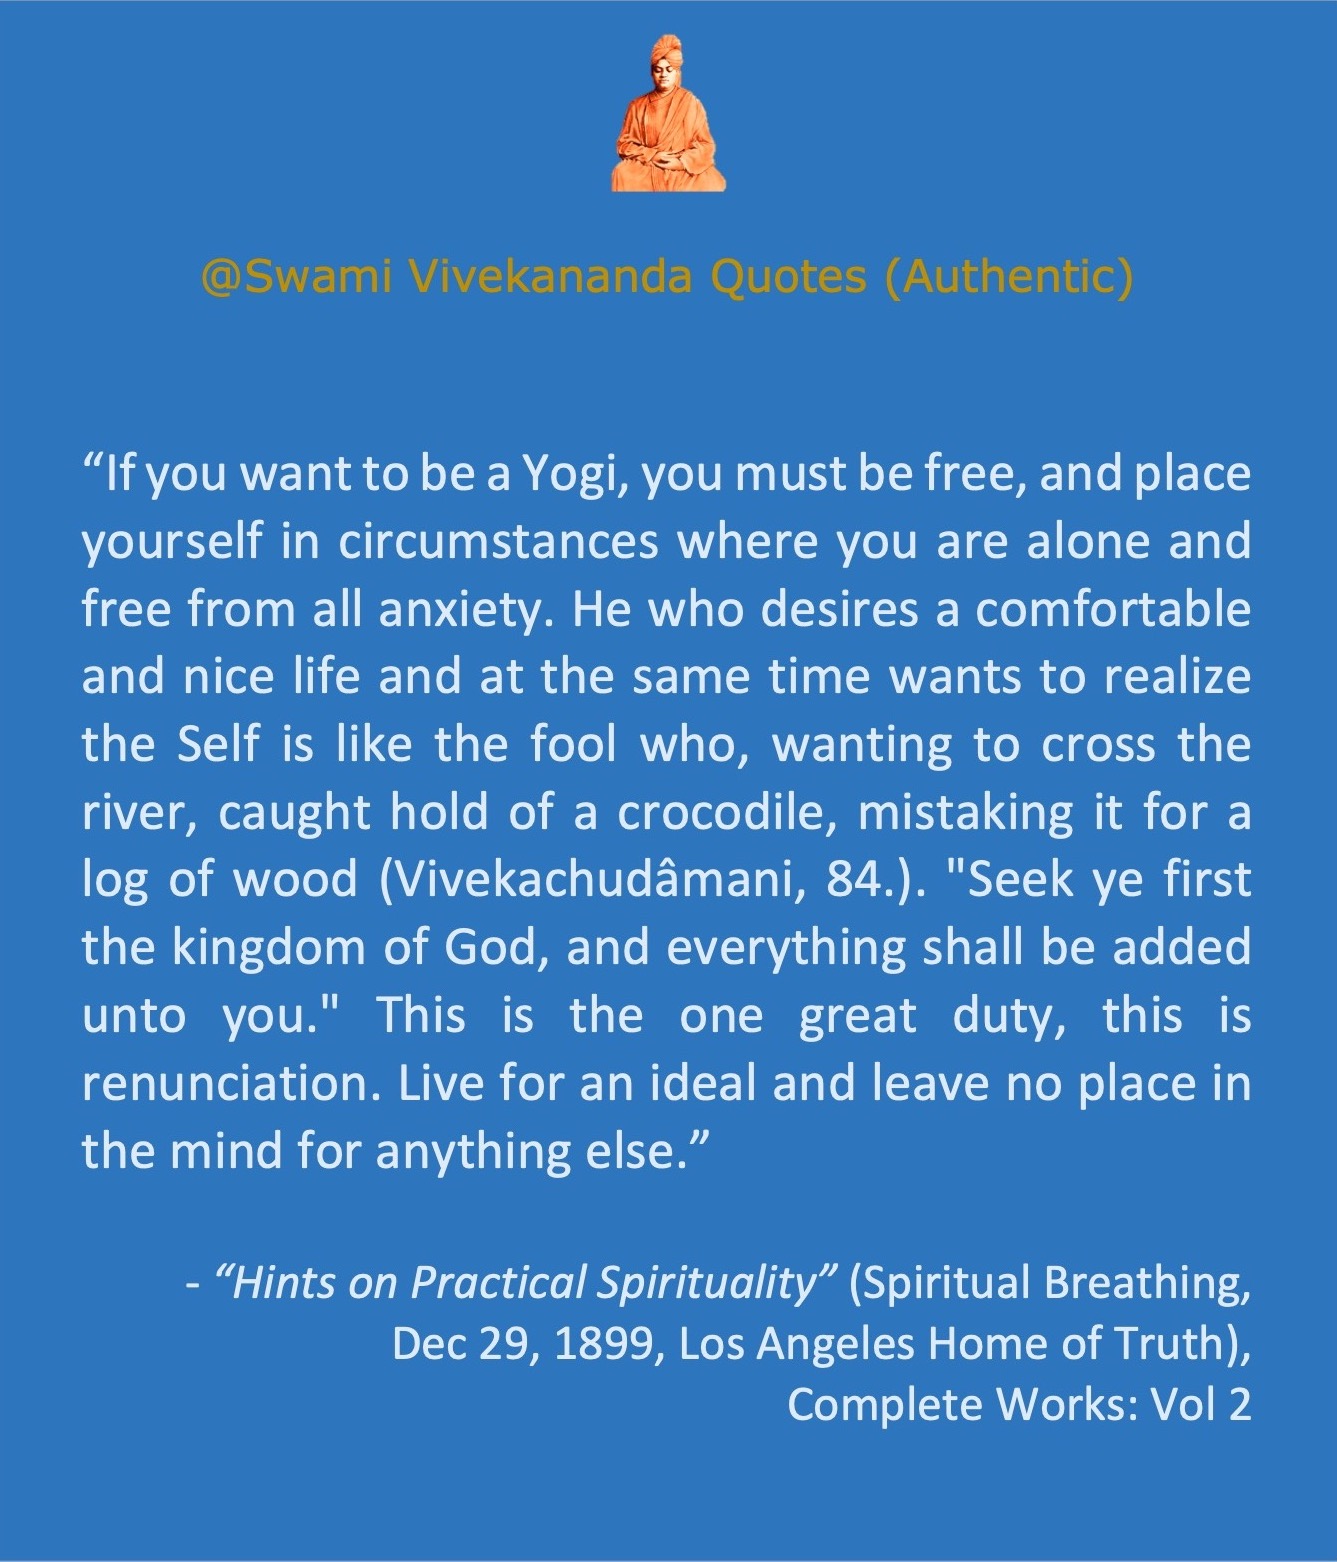 @Swami Vivekananda Quotes (Authentic)
“If you want to be a Yogi, you must be free, and place
yourself in circumstances where you are alone and
free from all anxiety. He who desires a comfortable
and nice life and at the same time wants to realize
the Self is like the fool who, wanting to cross the
river, caught hold of a crocodile, mistaking it for a
log of wood (Vivekachudâmani, 84.). "Seek ye first
the kingdom of God, and everything shall be added
unto you." This is the one great duty, this is
renunciation. Live for an ideal and leave no place in
the mind for anything else.”
- “Hints on Practical Spirituality” (Spiritual Breathing,
Dec 29, 1899, Los Angeles Home of Truth),
Complete Works: Vol 2